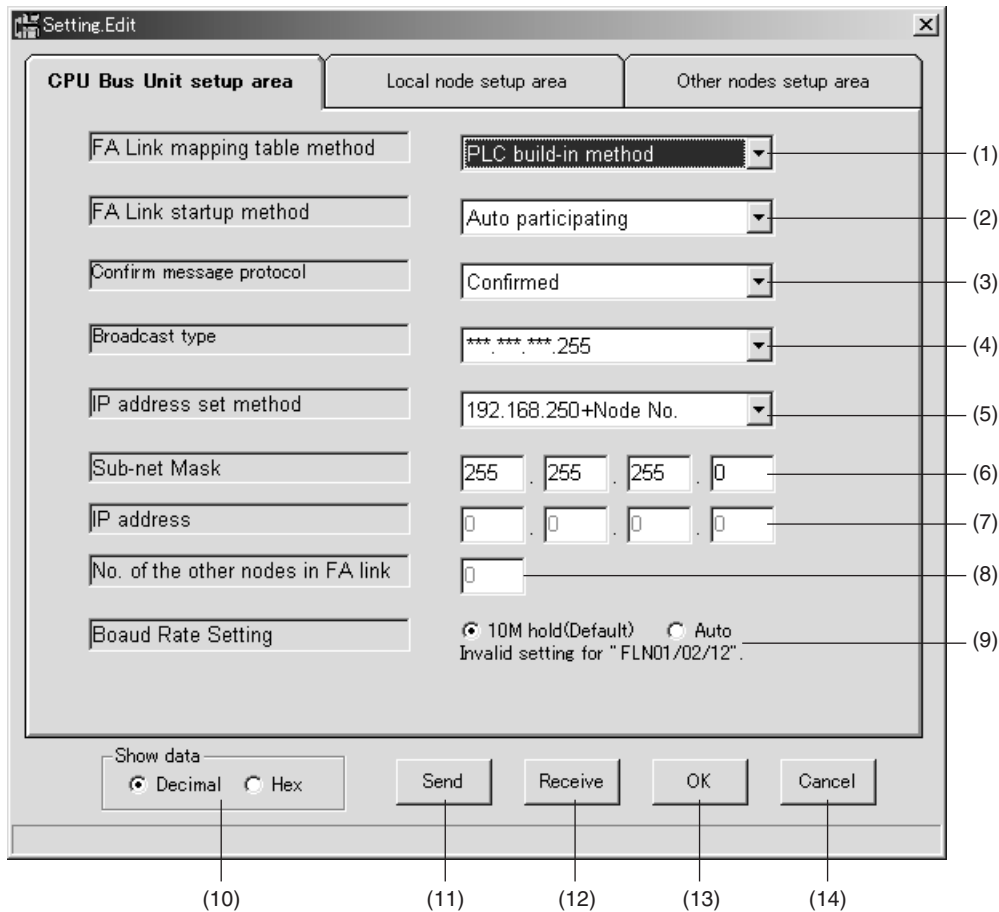 Setting.Edit
CPU Bus Unit setup area
Local node setup area
Other nodes setup area
FA Link mapping table method
PLC build-in method
(1)
FA Link startup method
Auto participating
(2)
Confirm message protocol
Confirmed
(3)
Broadcast type
***.***.***.255
(4)
IP address set method
192.168.250+Node No.
(5)
Sub-net Mask
255 . 255 . 255 . 0
(6)
IP address
0 . 0 . 0 . 0
(7)
No. of the other nodes in FA link
0
(8)
Boaud Rate Setting
10M hold(Default) Auto
Invalid setting for "FLN01/02/12".
(9)
Show data
Decimal Hex
Send
Receive
OK
Cancel
(10) (11) (12) (13) (14)